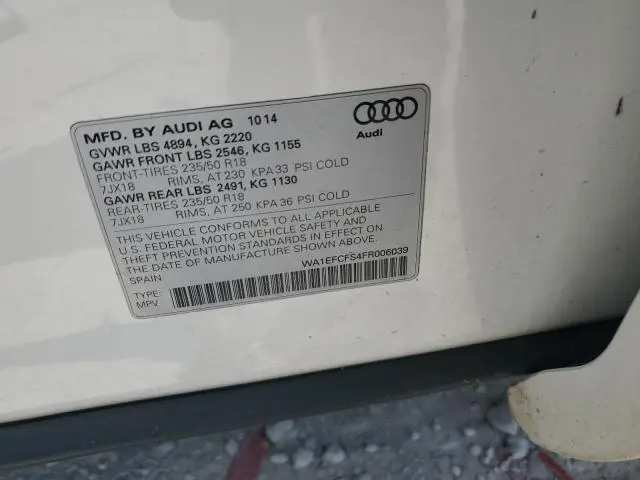 MFD. BY AUDI AG 10 14
GVWR LBS 4894, KG 2220
GAWR FRONT LBS 2546, KG 1155
FRONT-TIRES 235/50 R18
7JX18 RIMS, AT 230 KPA 33 PSI COLD
GAWR REAR LBS 2491, KG 1130
REAR-TIRES 235/50 R18
7JX18 RIMS, AT 250 KPA 36 PSI COLD
THIS VEHICLE CONFORMS TO ALL APPLICABLE
U.S. FEDERAL MOTOR VEHICLE SAFETY AND
THEFT PREVENTION STANDARDS IN EFFECT ON
THE DATE OF MANUFACTURE SHOWN ABOVE.
SPAIN
WA1EFCFS4FR006039
TYPE:
MPV
Audi